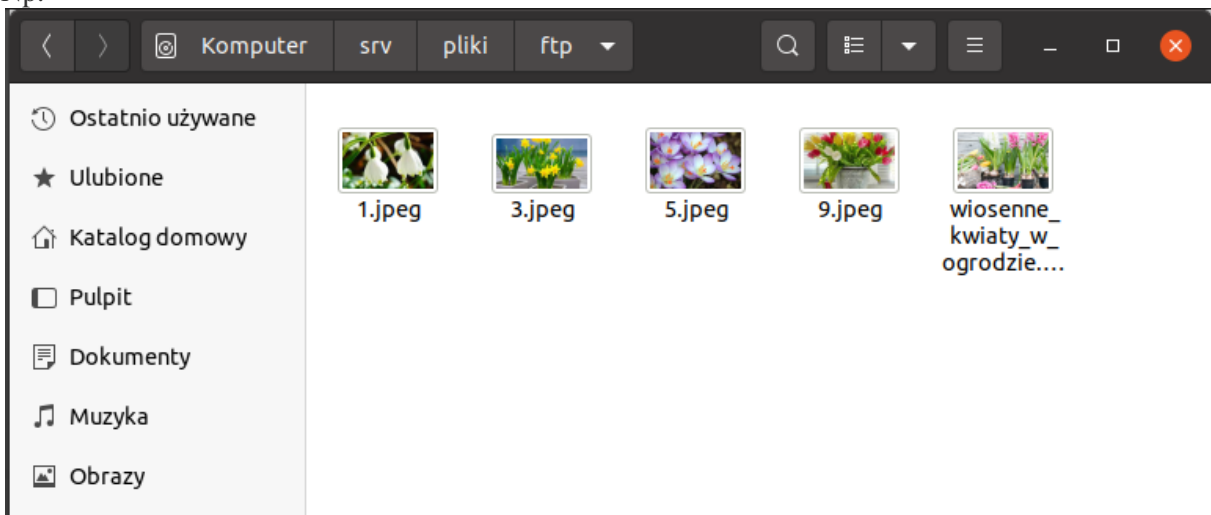 Komputer srv pliki ftp
Ostatnio używane
Ulubione
Katalog domowy
Pulpit
Dokumenty
Muzyka
Obrazy
1.jpeg 3.jpeg 5.jpeg 9.jpeg wiosenne_
kwiaty_w_
ogrodzie....